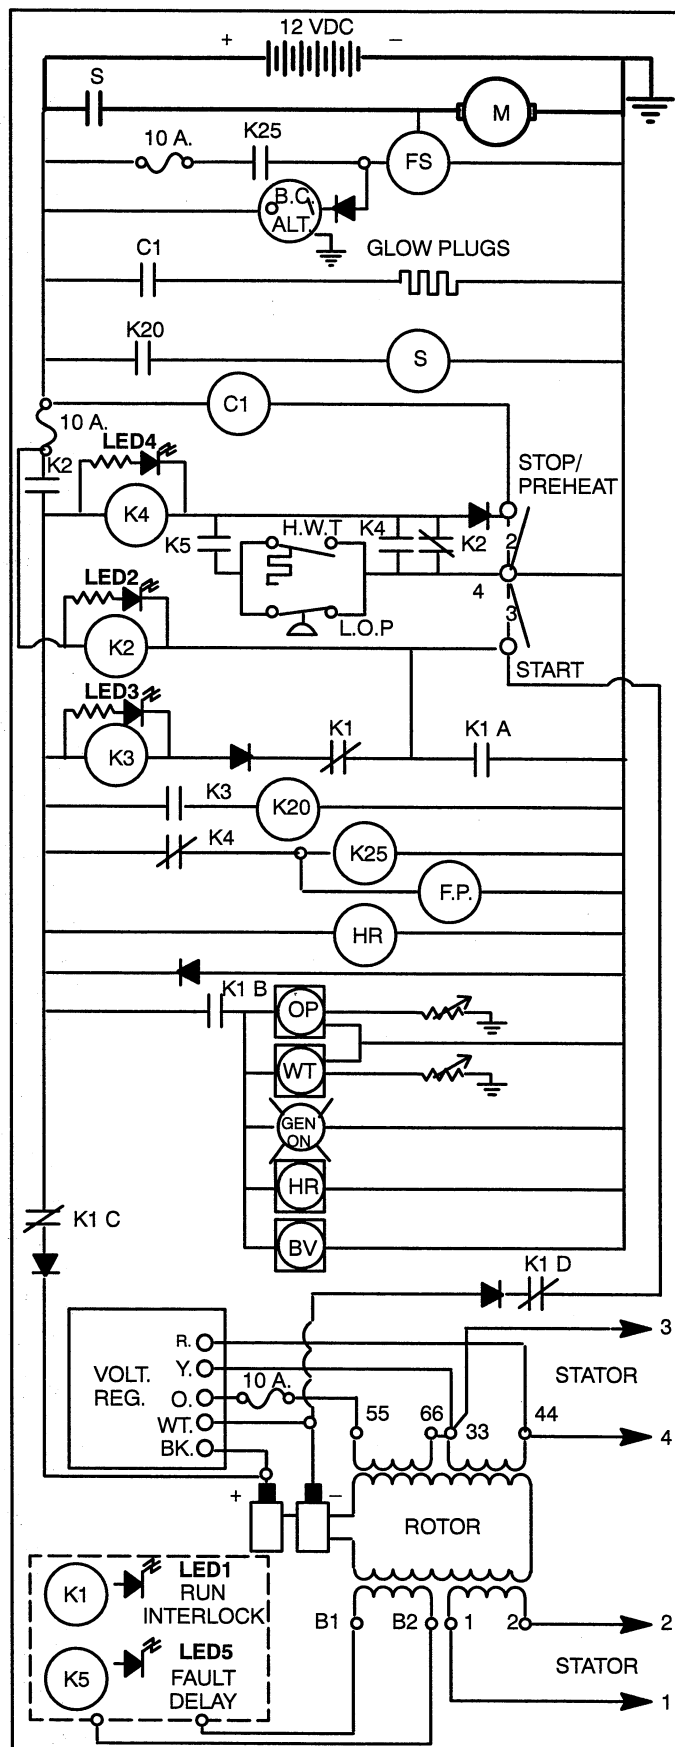 12 VDC
+ −
S
M
10 A.
K25
FS
B.C.
ALT.
C1
GLOW PLUGS
K20
S
C1
10 A.
LED4
K2
STOP/
PREHEAT
K4
H.W.T
K4
K5
K2
2
4
LED2
3
L.O.P
K2
START
LED3
K1
K1 A
K3
K3
K20
K4
K25
F.P.
HR
K1 B
OP
WT
GEN
ON
HR
K1 C
BV
K1 D
3
R.
VOLT.
REG.
Y.
STATOR
10 A.
O.
55
66
33
44
WT.
4
BK.
+ −
ROTOR
LED1
K1
RUN
INTERLOCK
B1
B2
1
2
2
LED5
K5
FAULT
DELAY
STATOR
1